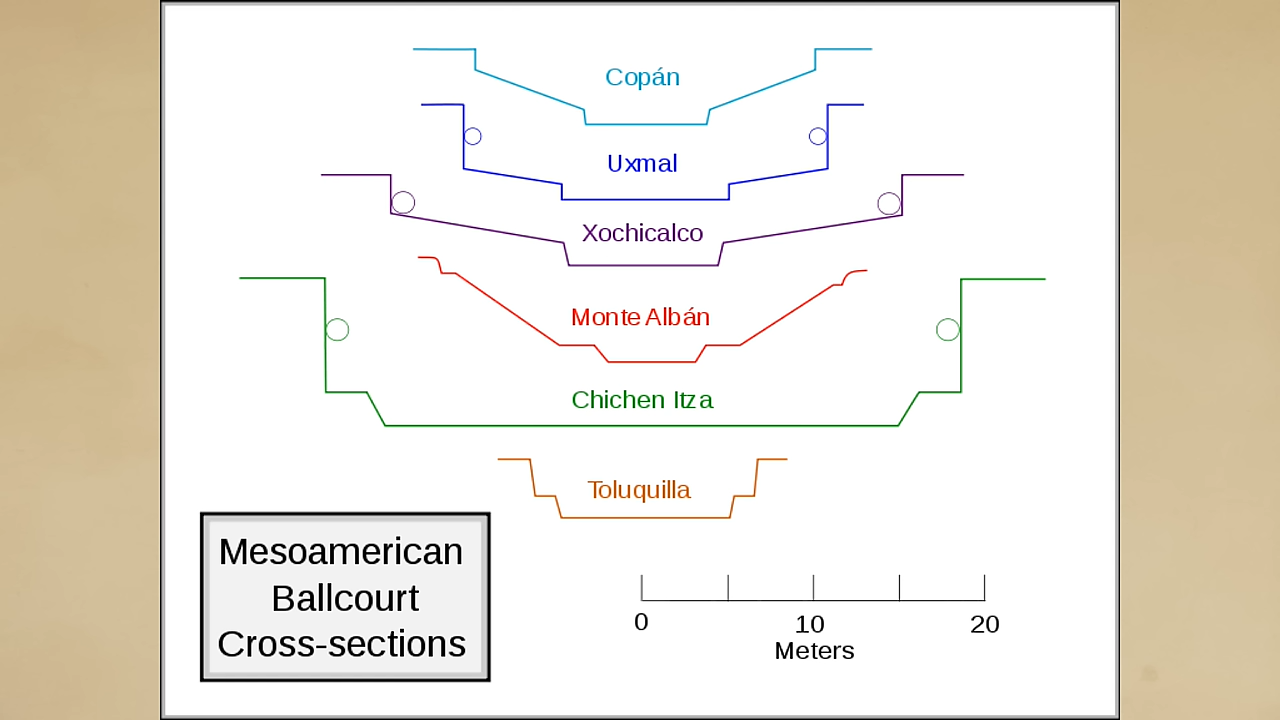 Copán
Uxmal
Xochicalco
Monte Albán
Chichen Itza
Toluquilla
Mesoamerican
Ballcourt
Cross-sections
0 10 20
Meters